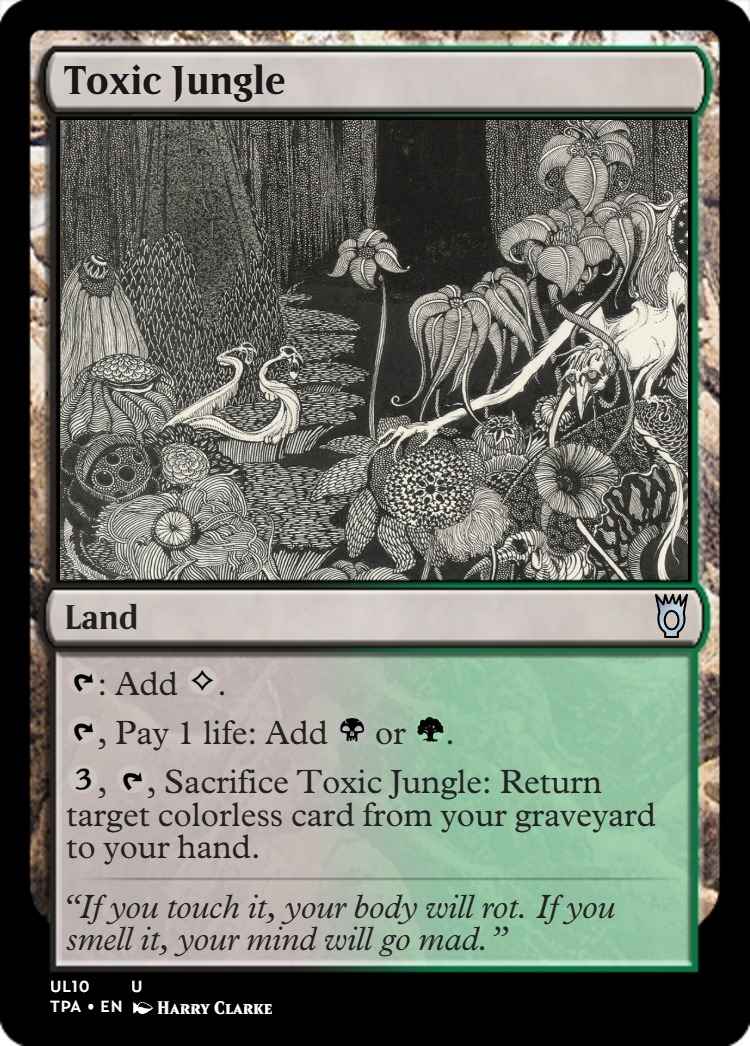 Toxic Jungle
Land
: Add .
, Pay 1 life: Add or .
3, , Sacrifice Toxic Jungle: Return
target colorless card from your graveyard
to your hand.
“If you touch it, your body will rot. If you
smell it, your mind will go mad.”
UL10 U
TPA • EN HARRY CLARKE